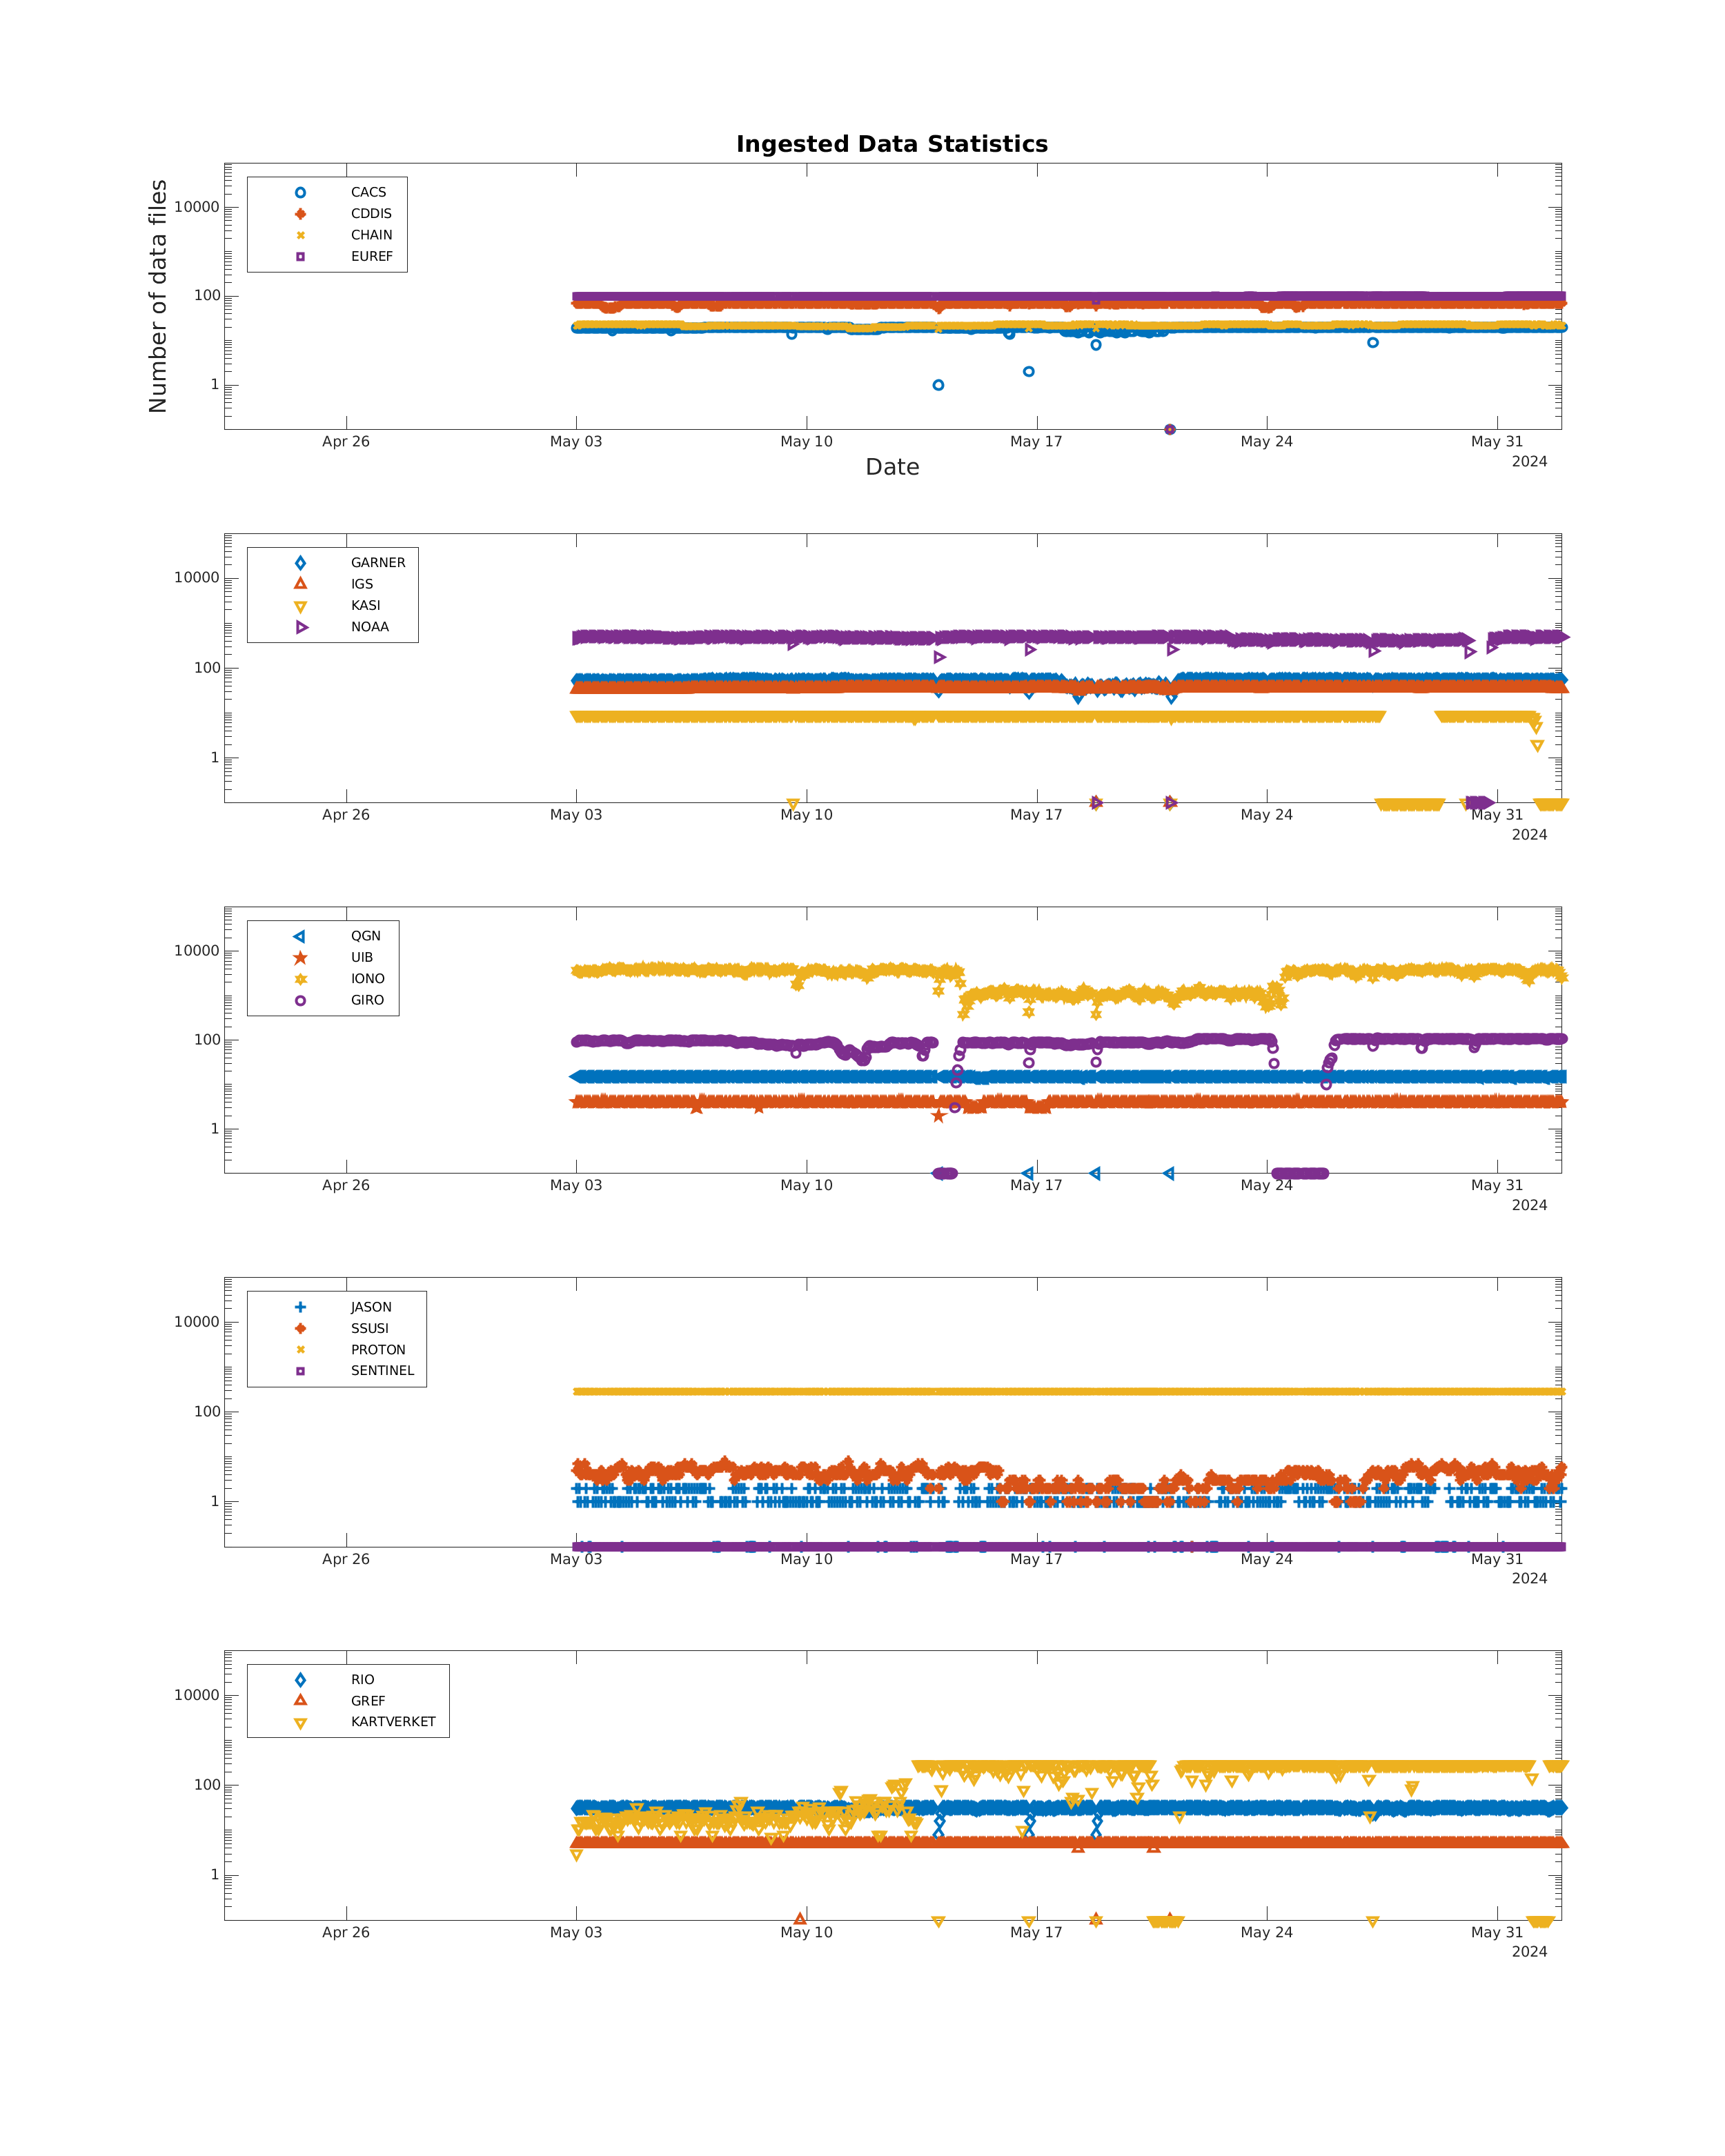 Ingested Data Statistics
Number of data files
10000
100
1
CACS
CDDIS
CHAIN
EUREF
Apr 26 May 03 May 10 May 17 May 24 May 31
2024
Date
10000
100
1
GARNER
IGS
KASI
NOAA
Apr 26 May 03 May 10 May 17 May 24 May 31
2024
10000
100
1
QGN
UIB
IONO
GIRO
Apr 26 May 03 May 10 May 17 May 24 May 31
2024
10000
100
1
JASON
SSUSI
PROTON
SENTINEL
Apr 26 May 03 May 10 May 17 May 24 May 31
2024
10000
100
1
RIO
GREF
KARTVERKET
Apr 26 May 03 May 10 May 17 May 24 May 31
2024